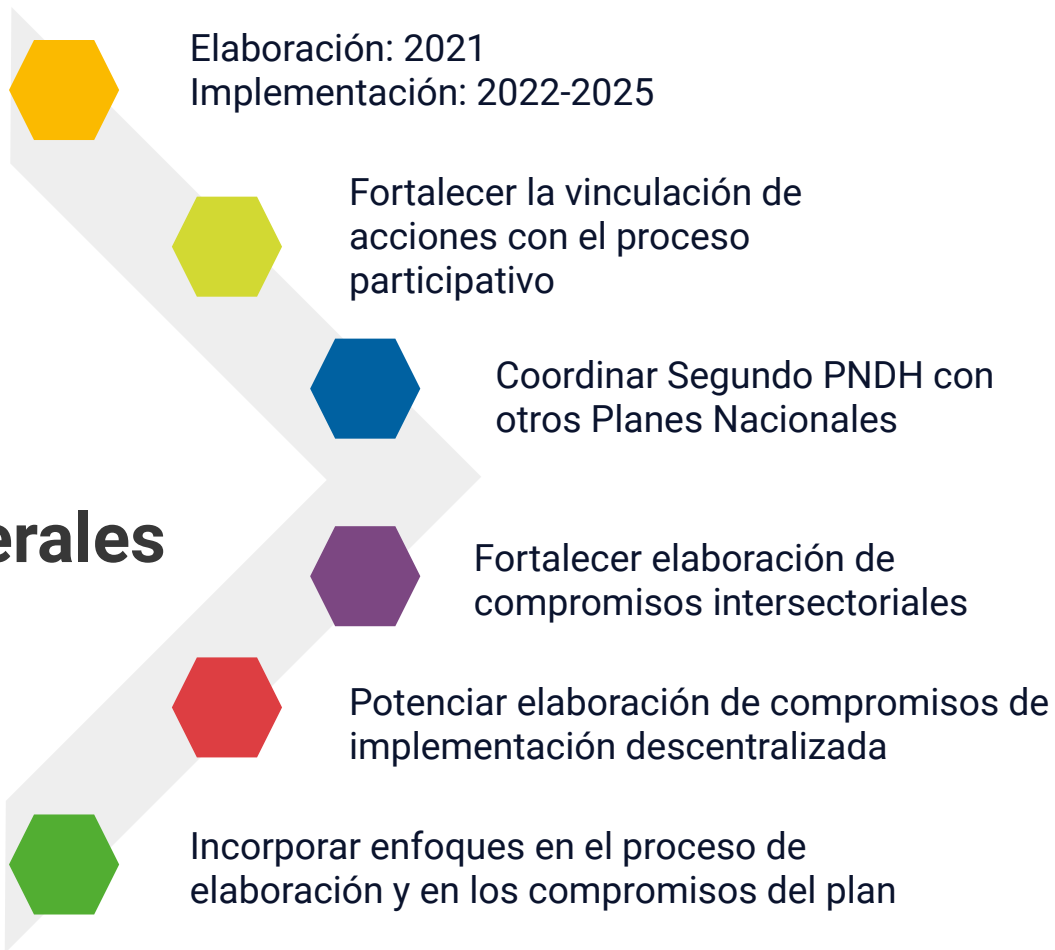 Elaboración: 2021
Implementación: 2022-2025
Fortalecer la vinculación de
acciones con el proceso
participativo
Coordinar Segundo PNDH con
otros Planes Nacionales
erales
Fortalecer elaboración de
compromisos intersectoriales
Potenciar elaboración de compromisos de
implementación descentralizada
Incorporar enfoques en el proceso de
elaboración y en los compromisos del plan